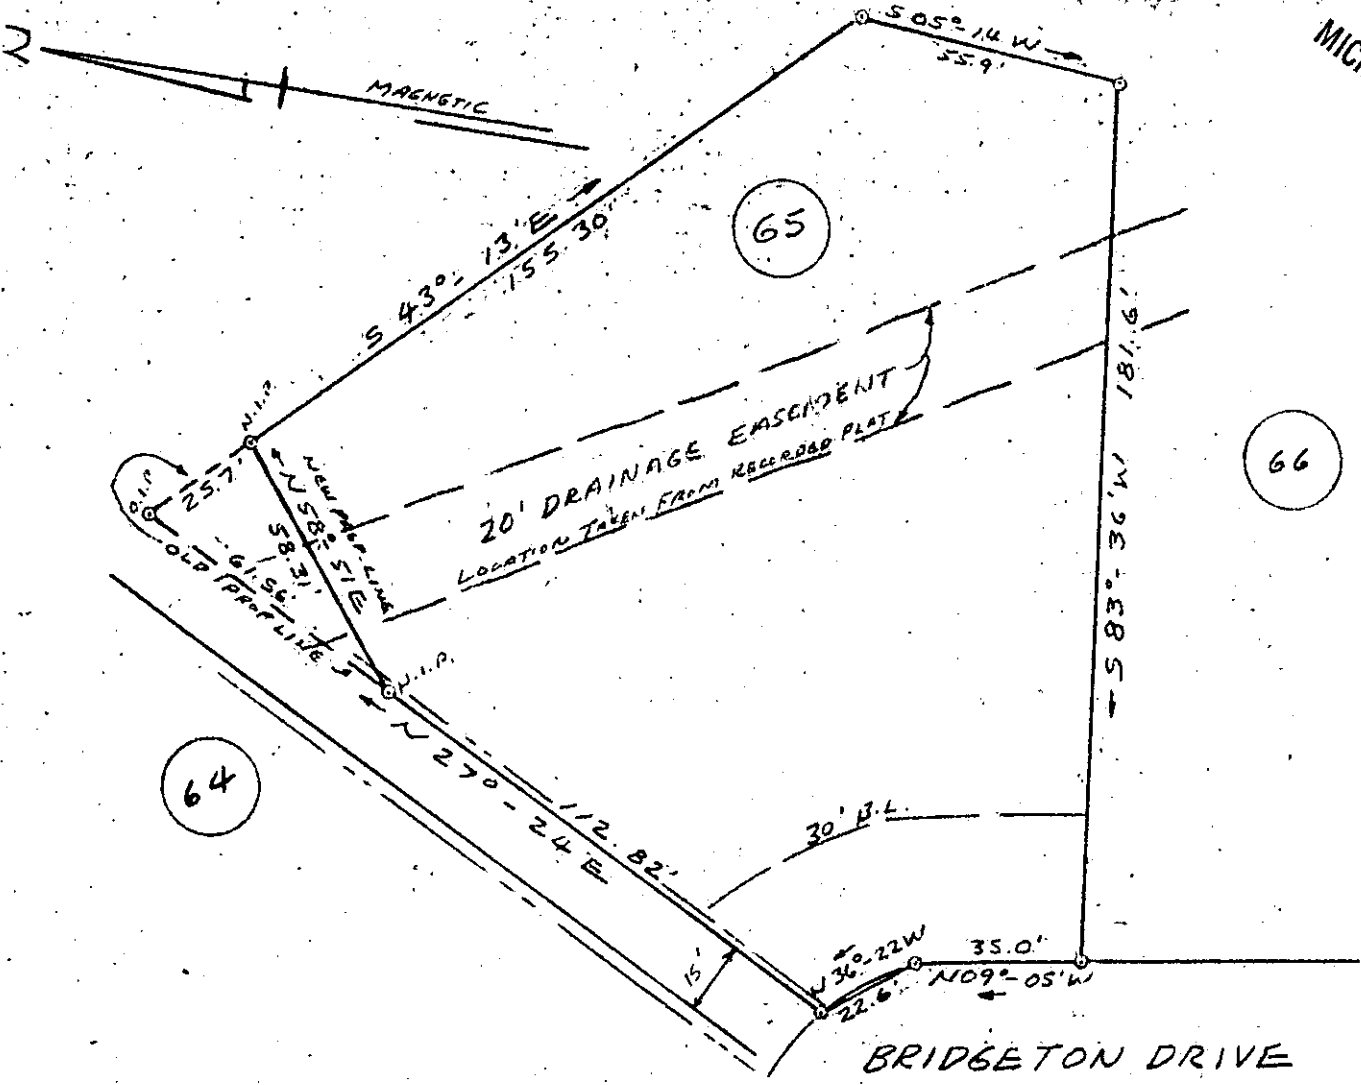 S 05°-14 W
55.9'
MAGNETIC
S 43°- 13' E
155.30'
65
N.I.P.
O.I.P.
25.7'
NEW PROP. LINE
N 58° 51 E
58.31'
61.56
OLD PROP LINE
20' DRAINAGE EASEMENT
LOCATION TAKEN FROM RECORDED PLAT
181.6'
S 83°-36'W
66
N.I.P.
64
N 27°-24 E
112.82'
30' B.L.
15'
N 36°-22W
22.6'
35.0'
N09°-05'W
BRIDGETON DRIVE